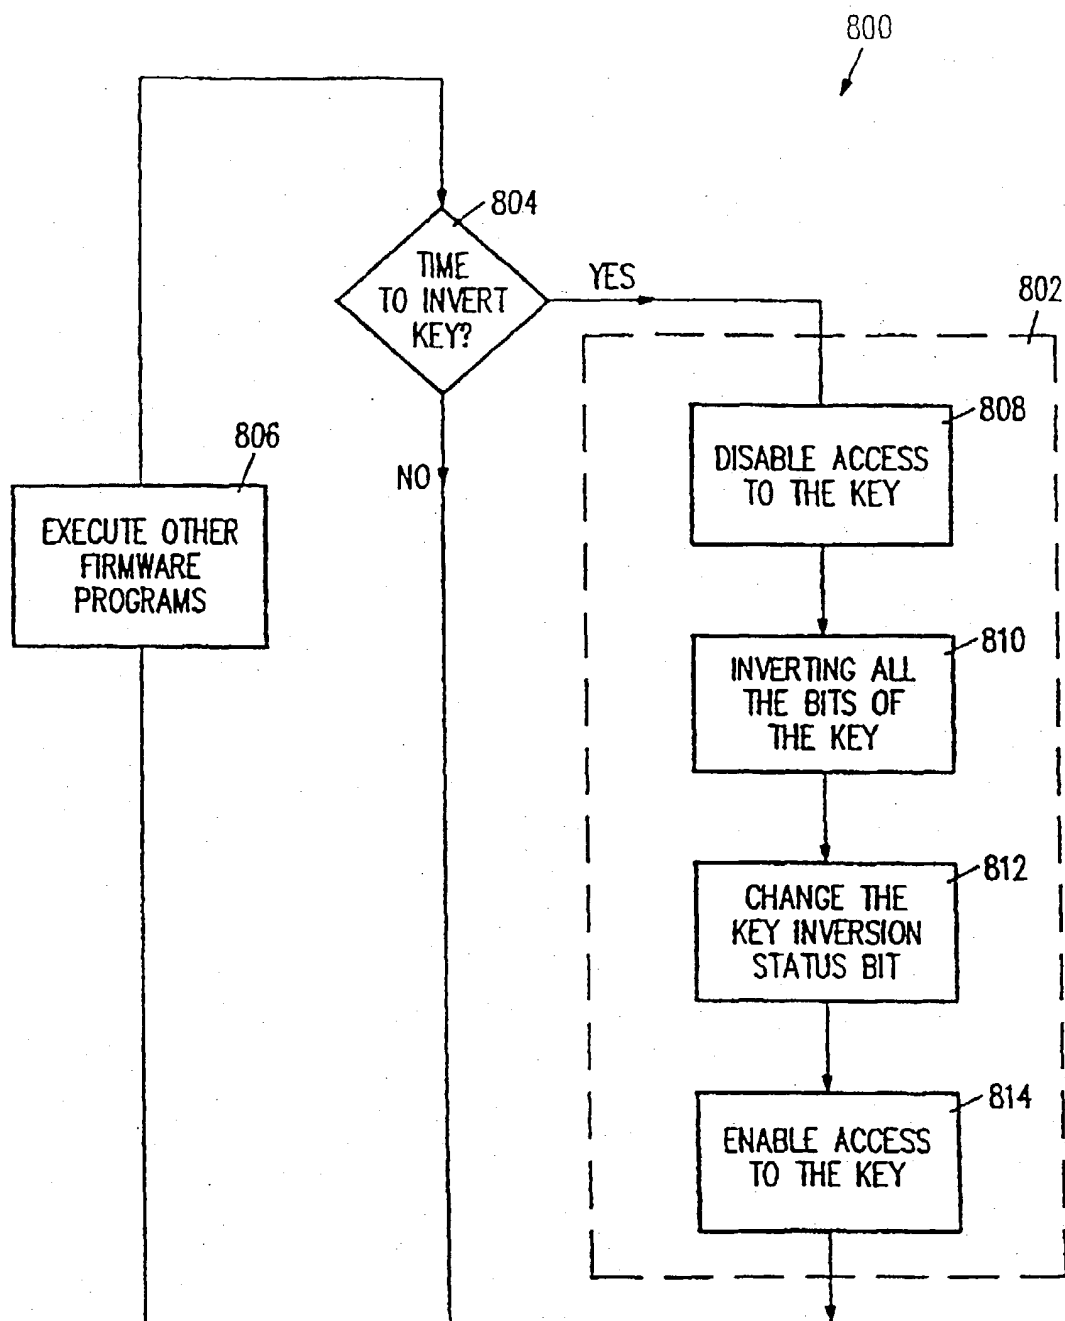 800
804
TIME
TO INVERT
KEY?
YES
802
808
DISABLE ACCESS
TO THE KEY
NO
806
EXECUTE OTHER
FIRMWARE
PROGRAMS
810
INVERTING ALL
THE BITS OF
THE KEY
812
CHANGE THE
KEY INVERSION
STATUS BIT
814
ENABLE ACCESS
TO THE KEY